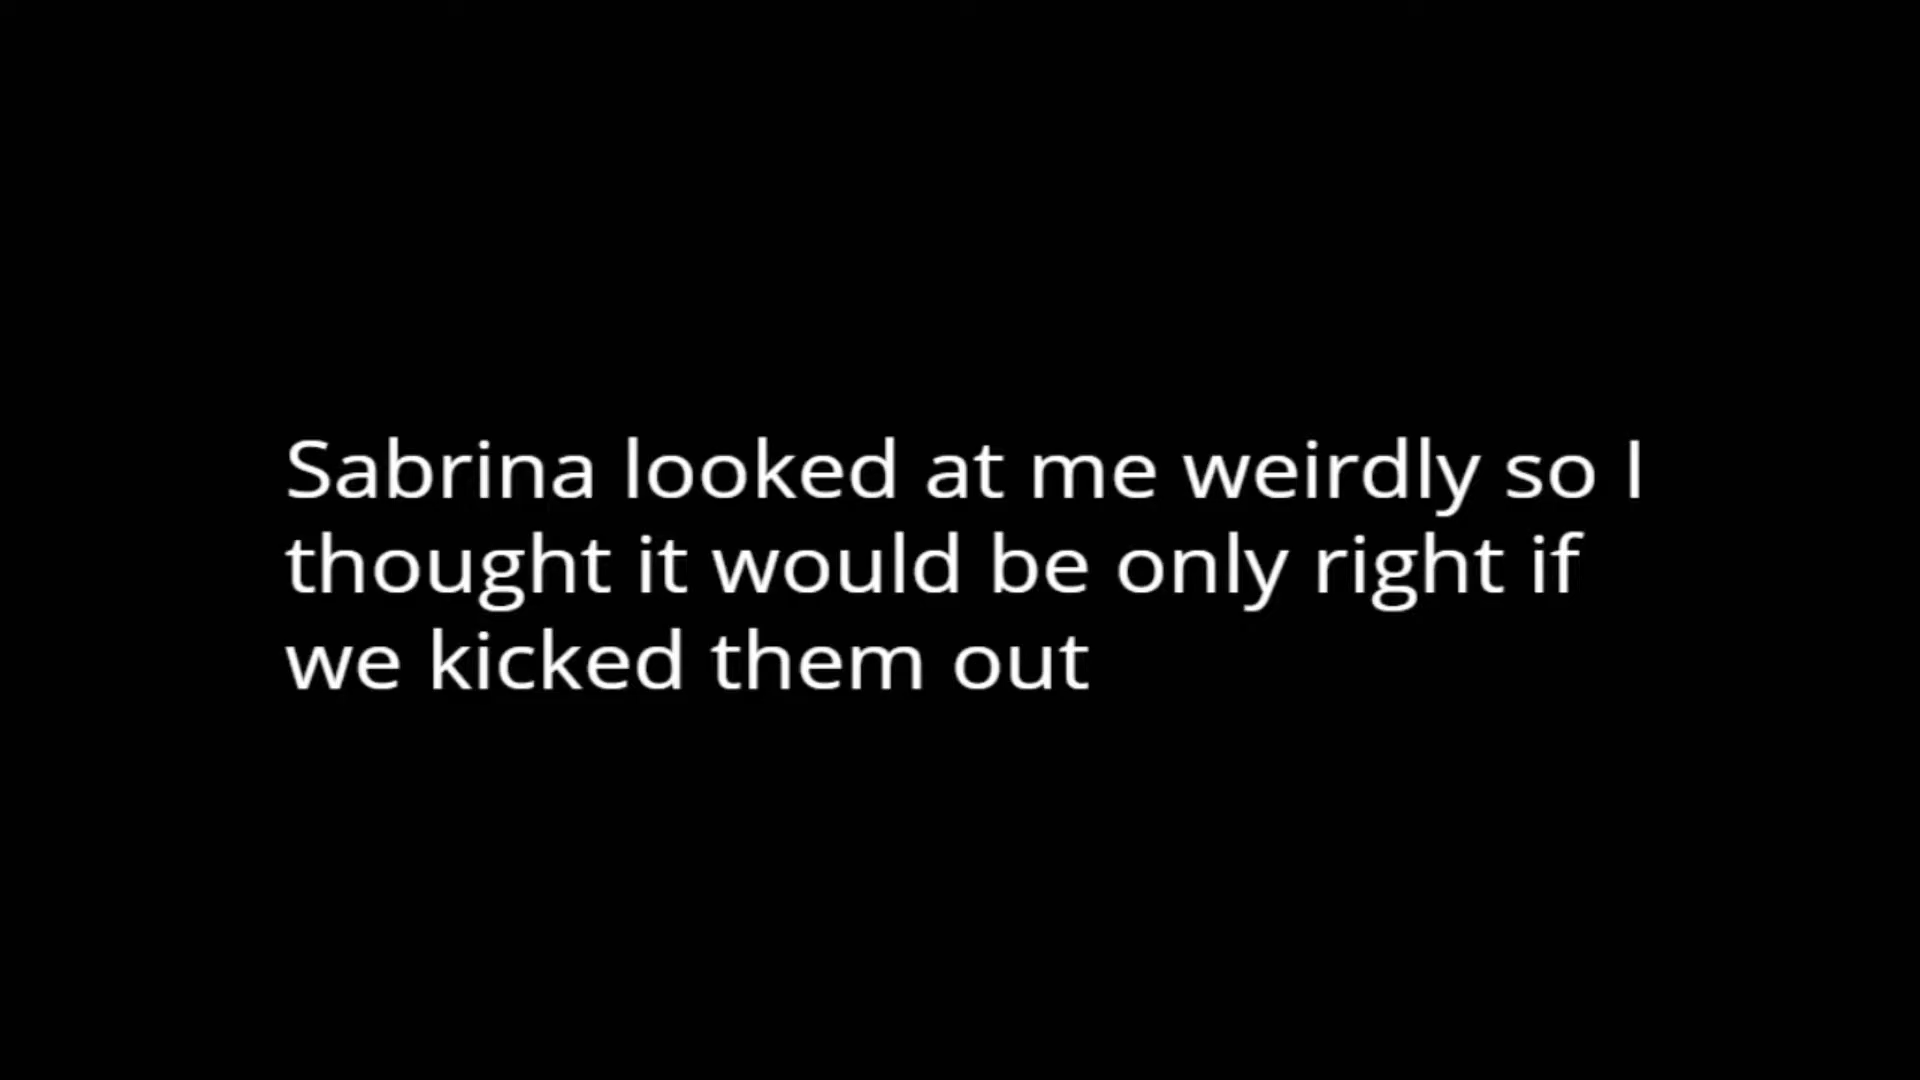 Sabrina looked at me weirdly so I
thought it would be only right if
we kicked them out